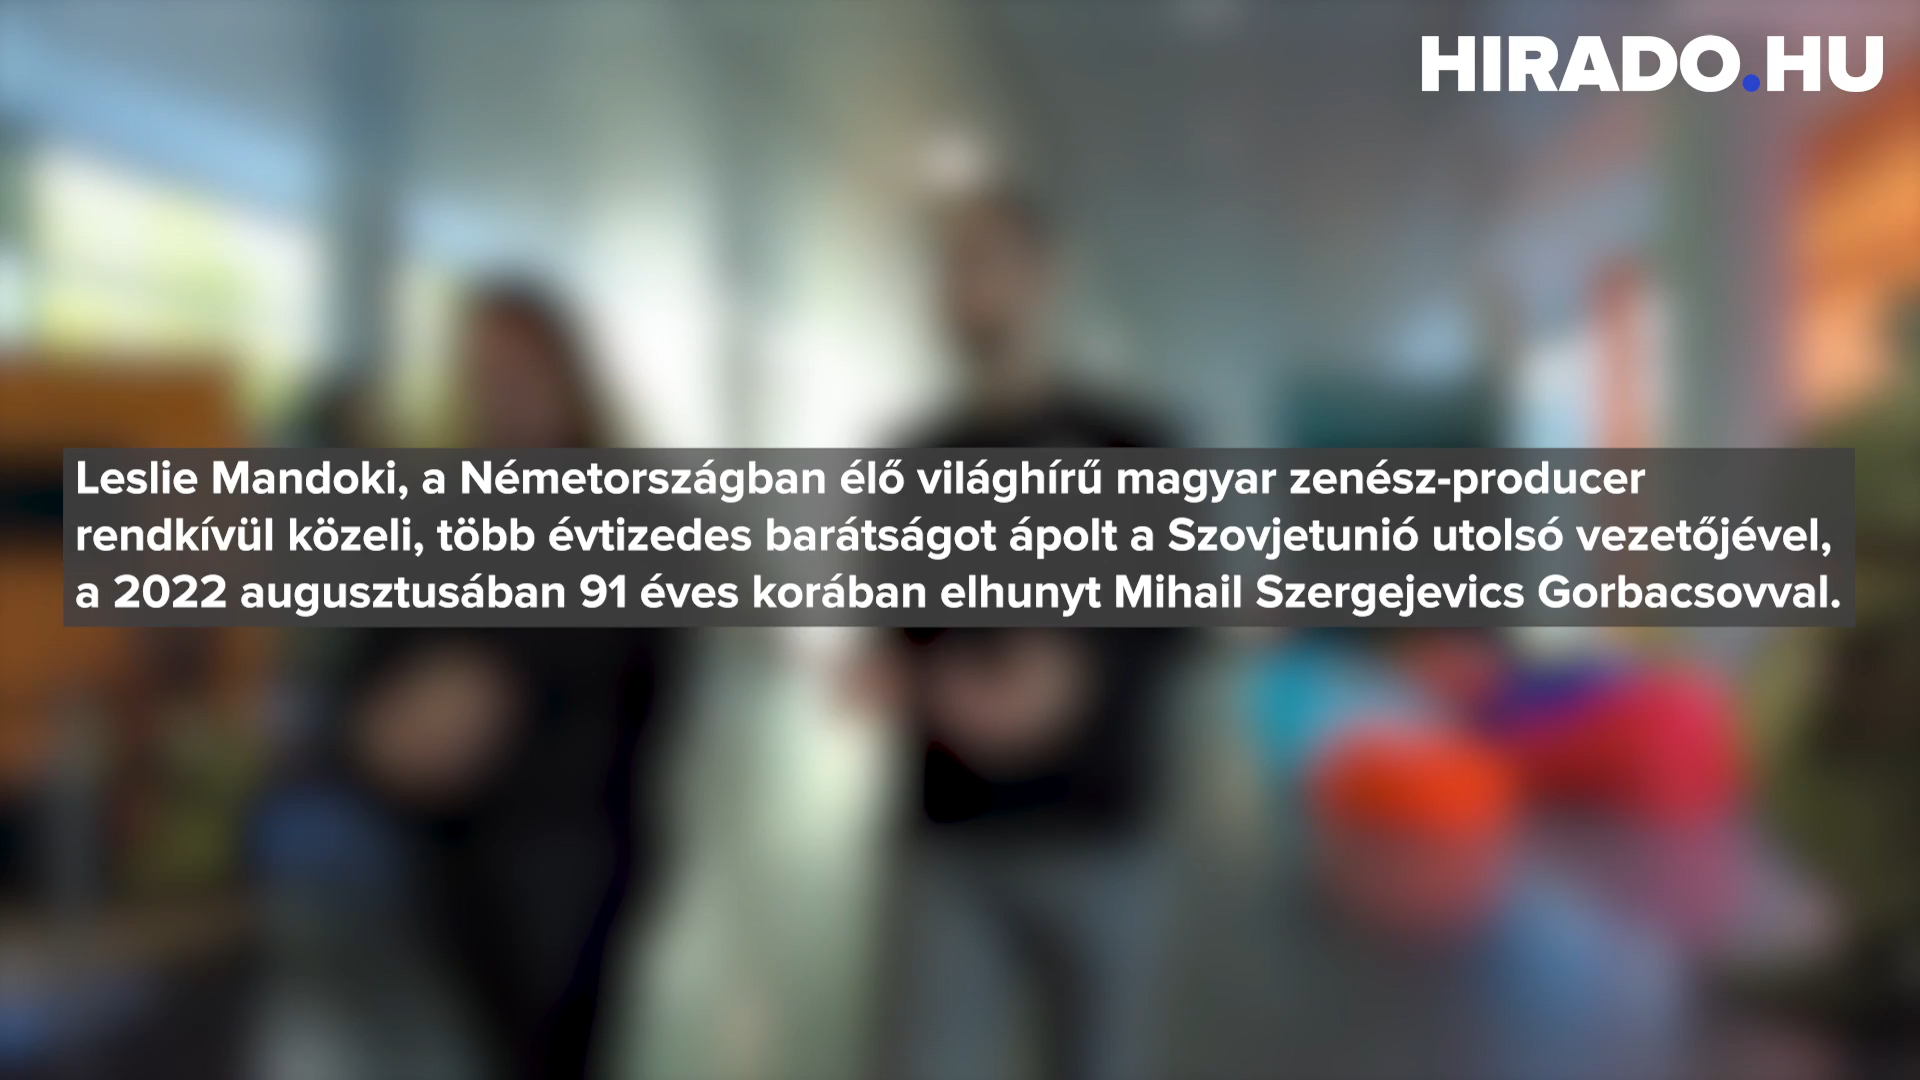 HIRADO.HU
Leslie Mandoki, a Németországban élő világhírű magyar zenész-producer
rendkívül közeli, több évtizedes barátságot ápolt a Szovjetunió utolsó vezetőjével,
a 2022 augusztusában 91 éves korában elhunyt Mihail Szergejevics Gorbacsovval.